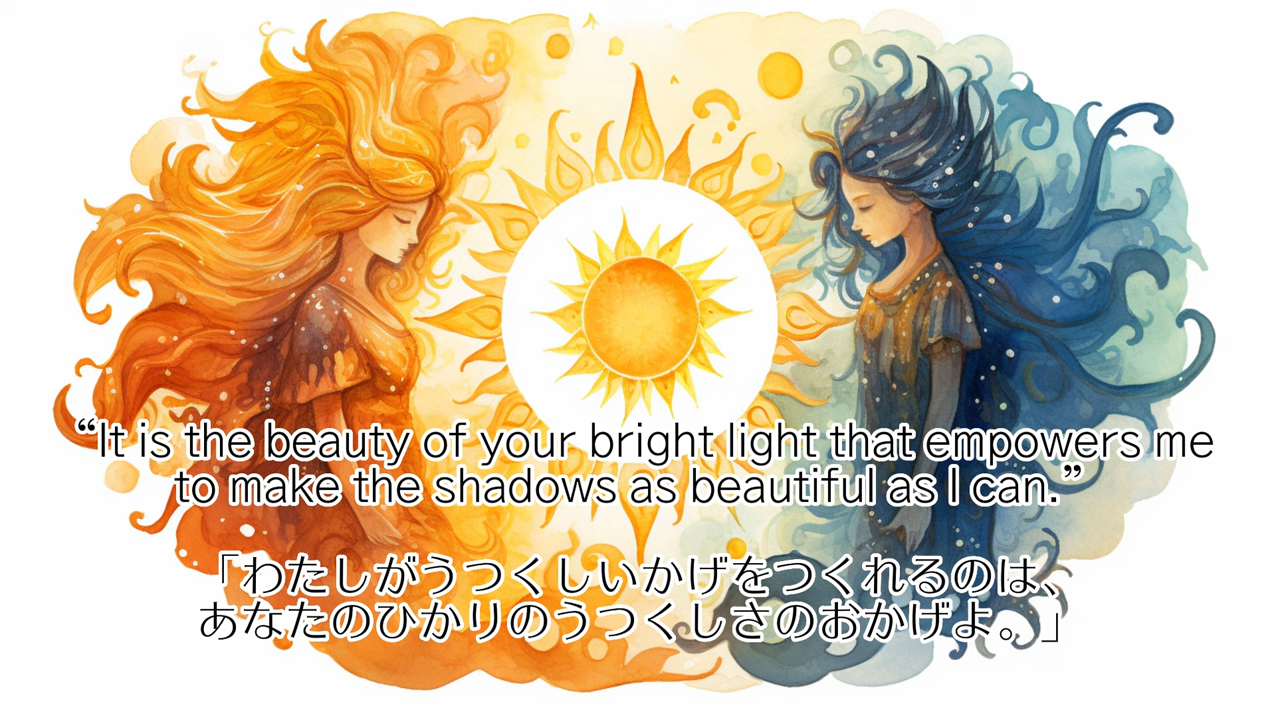 “It is the beauty of your bright light that empowers me
to make the shadows as beautiful as I can.”
「わたしがうつくしいかげをつくれるのは、
あなたのひかりのうつくしさのおかげよ。」